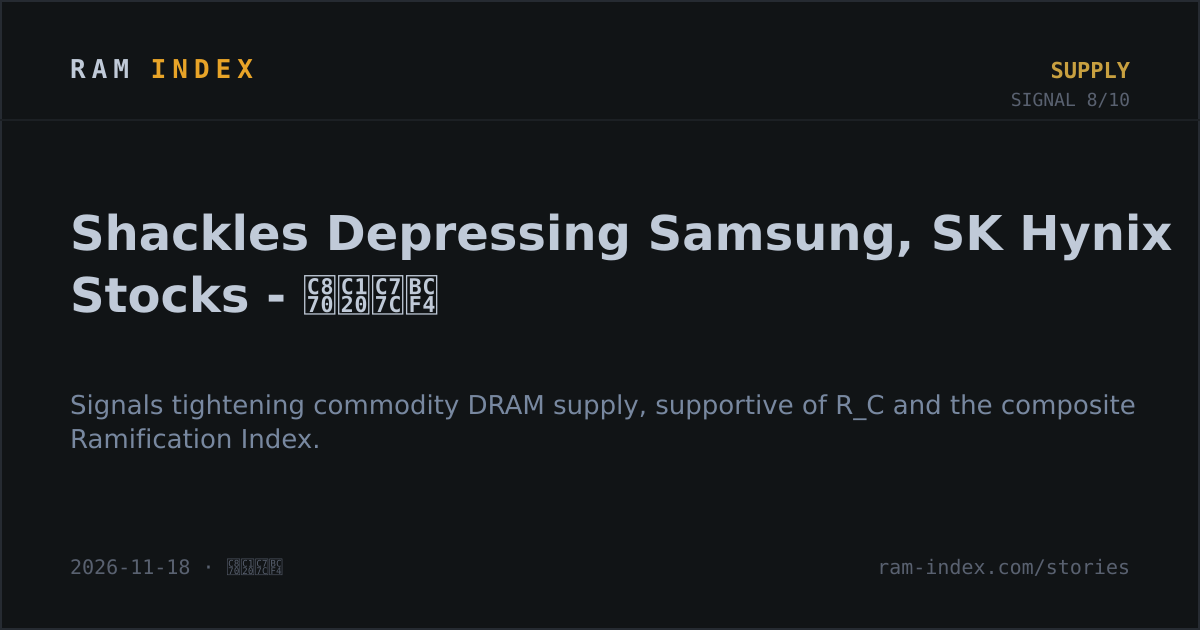 RAM INDEX
SUPPLY
SIGNAL 8/10
Shackles Depressing Samsung, SK Hynix
Stocks -
Signals tightening commodity DRAM supply, supportive of R_C and the composite
Ramification Index.
2026-11-18 ·
ram-index.com/stories